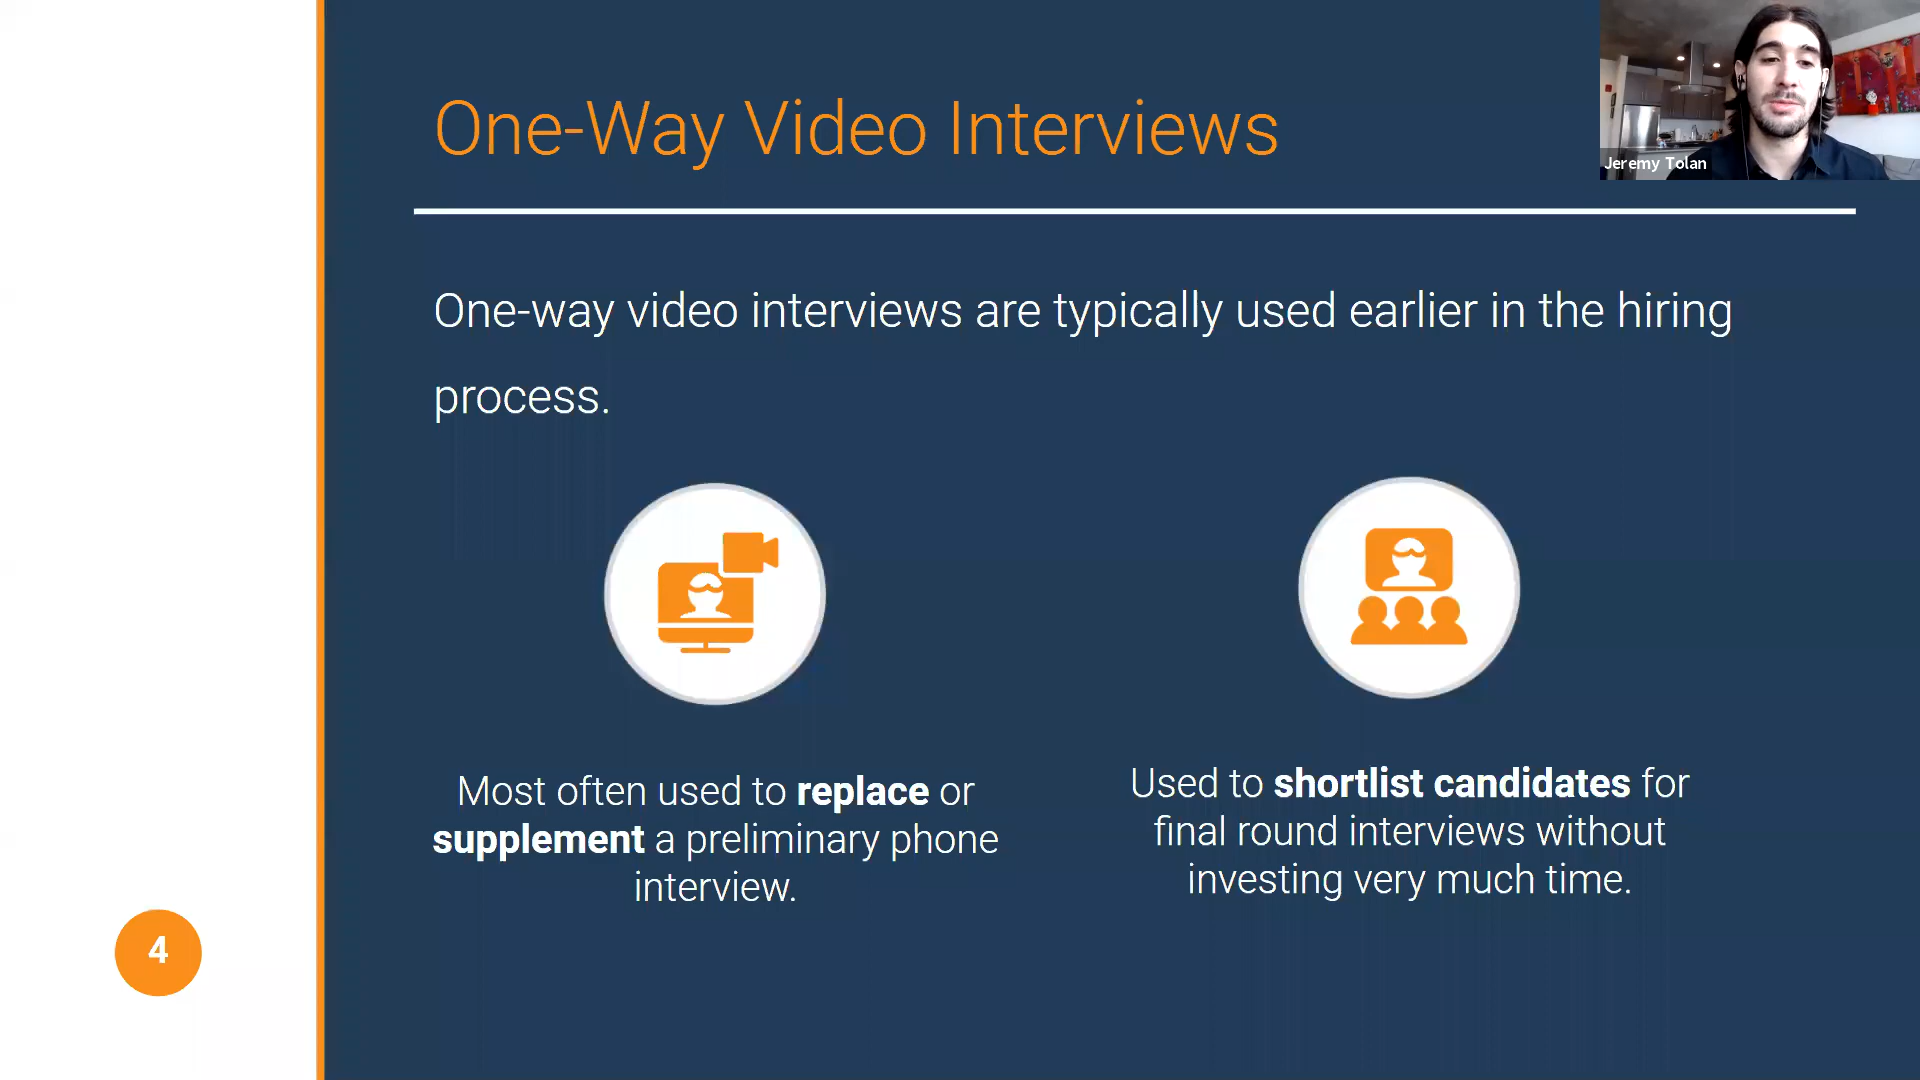 One-Way Video Interviews
Jeremy Tolan
One-way video interviews are typically used earlier in the hiring
process.
Most often used to replace or
supplement a preliminary phone
interview.
Used to shortlist candidates for
final round interviews without
investing very much time.
4